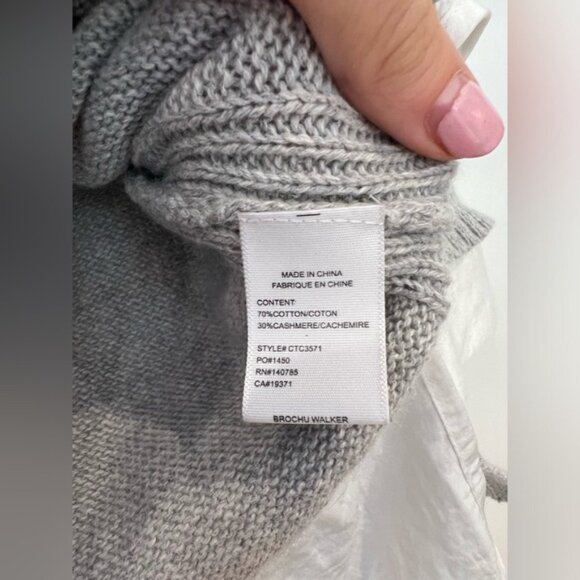 MADE IN CHINA
FABRIQUE EN CHINE
CONTENT:
70%COTTON/COTON
30%CASHMERE/CACHEMIRE
STYLE# CTC3571
PO#1450
RN#140785
CA#19371
BROCHU WALKER